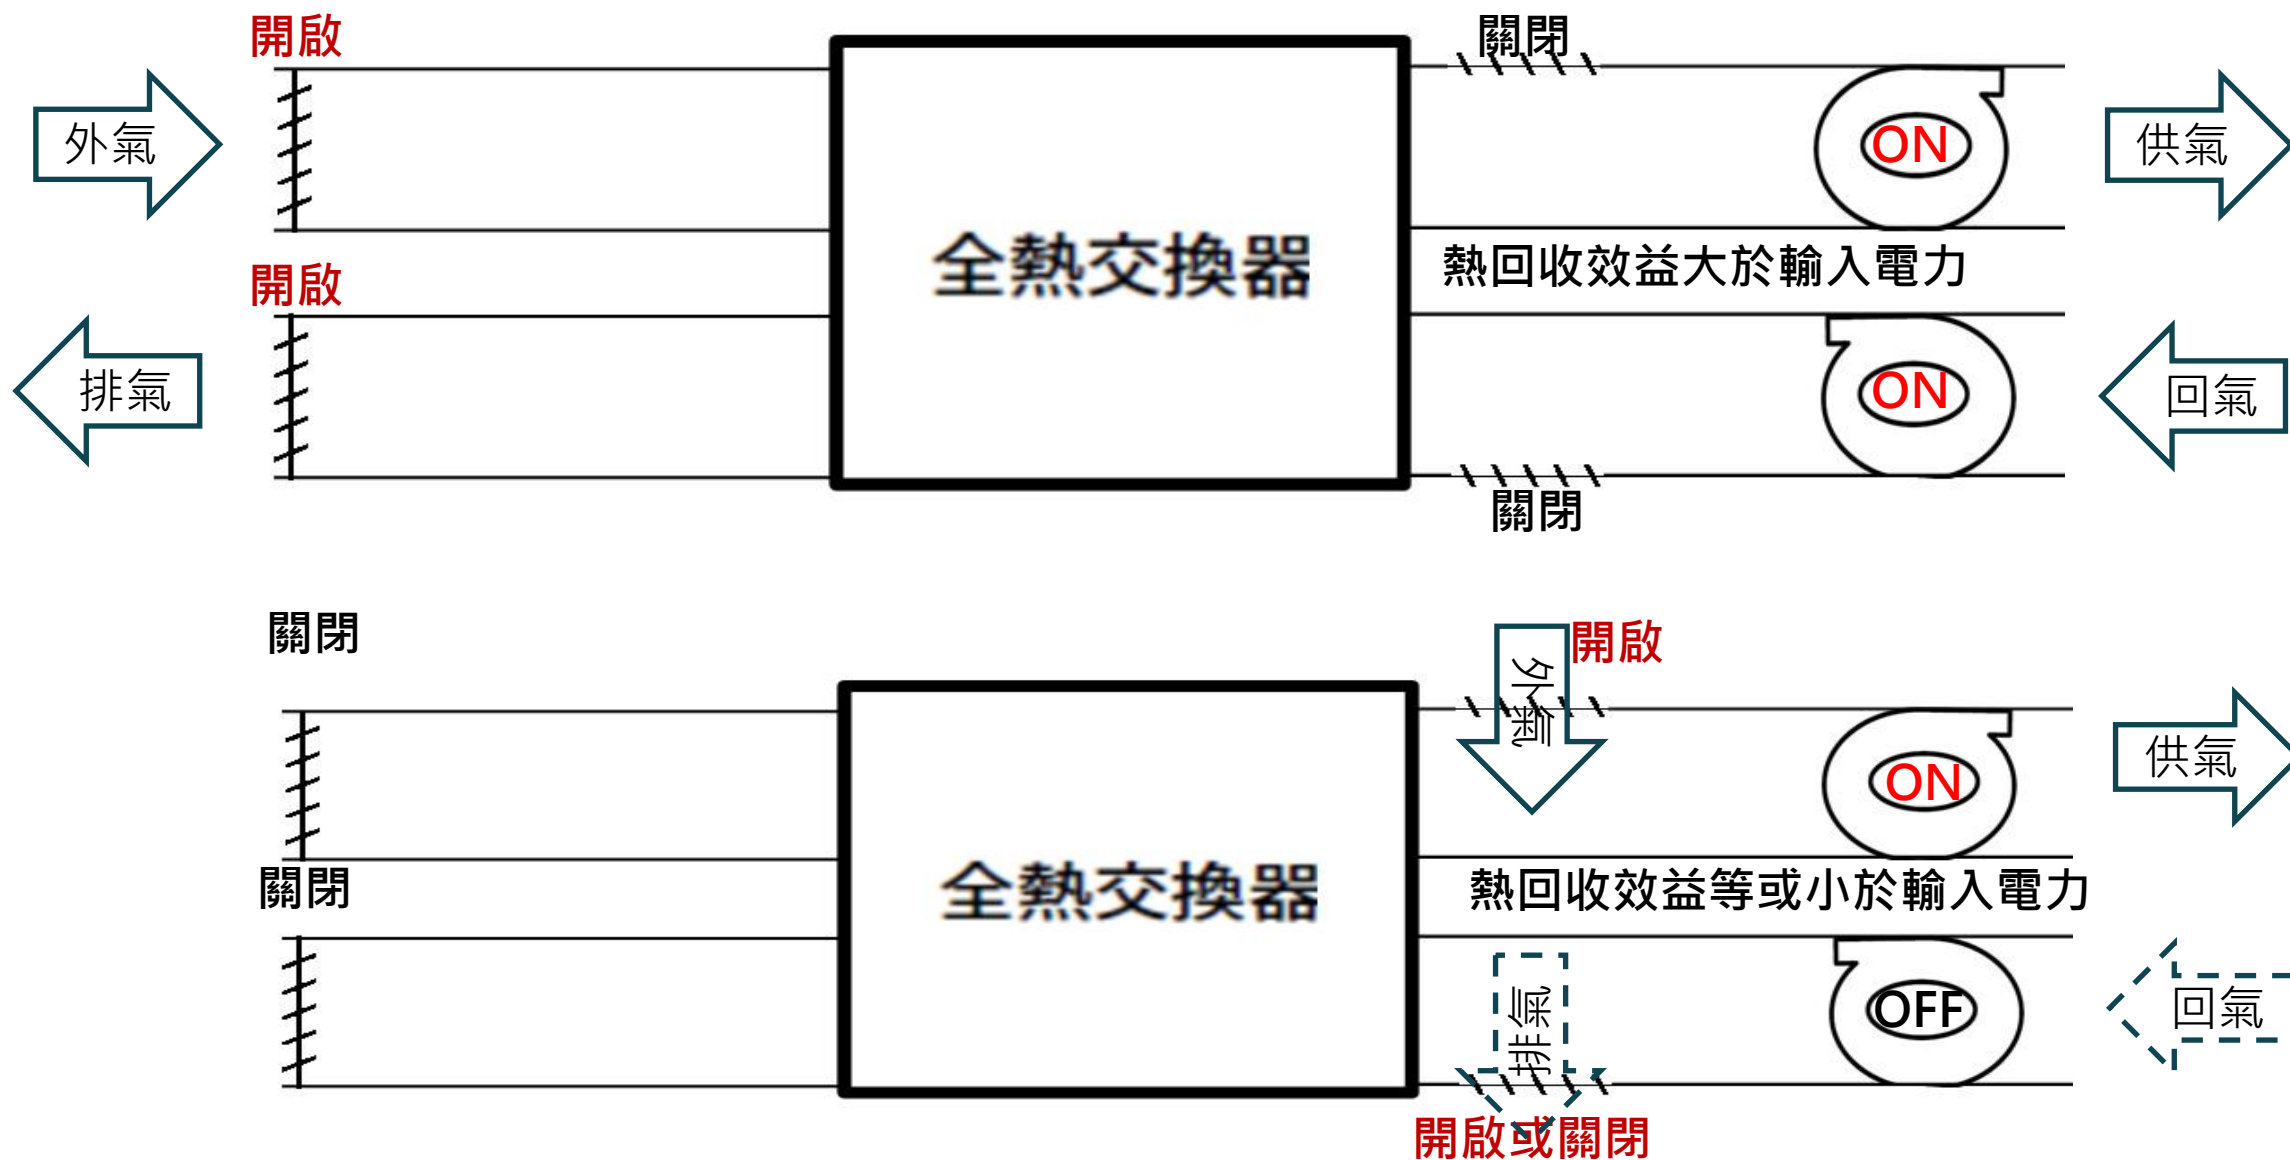 開啟
關閉
外氣
ON
供氣
全熱交換器
熱回收效益大於輸入電力
開啟
排氣
ON
回氣
關閉
關閉
開啟
外氣
ON
供氣
關閉
全熱交換器
熱回收效益等或小於輸入電力
排氣
OFF
回氣
開啟或關閉